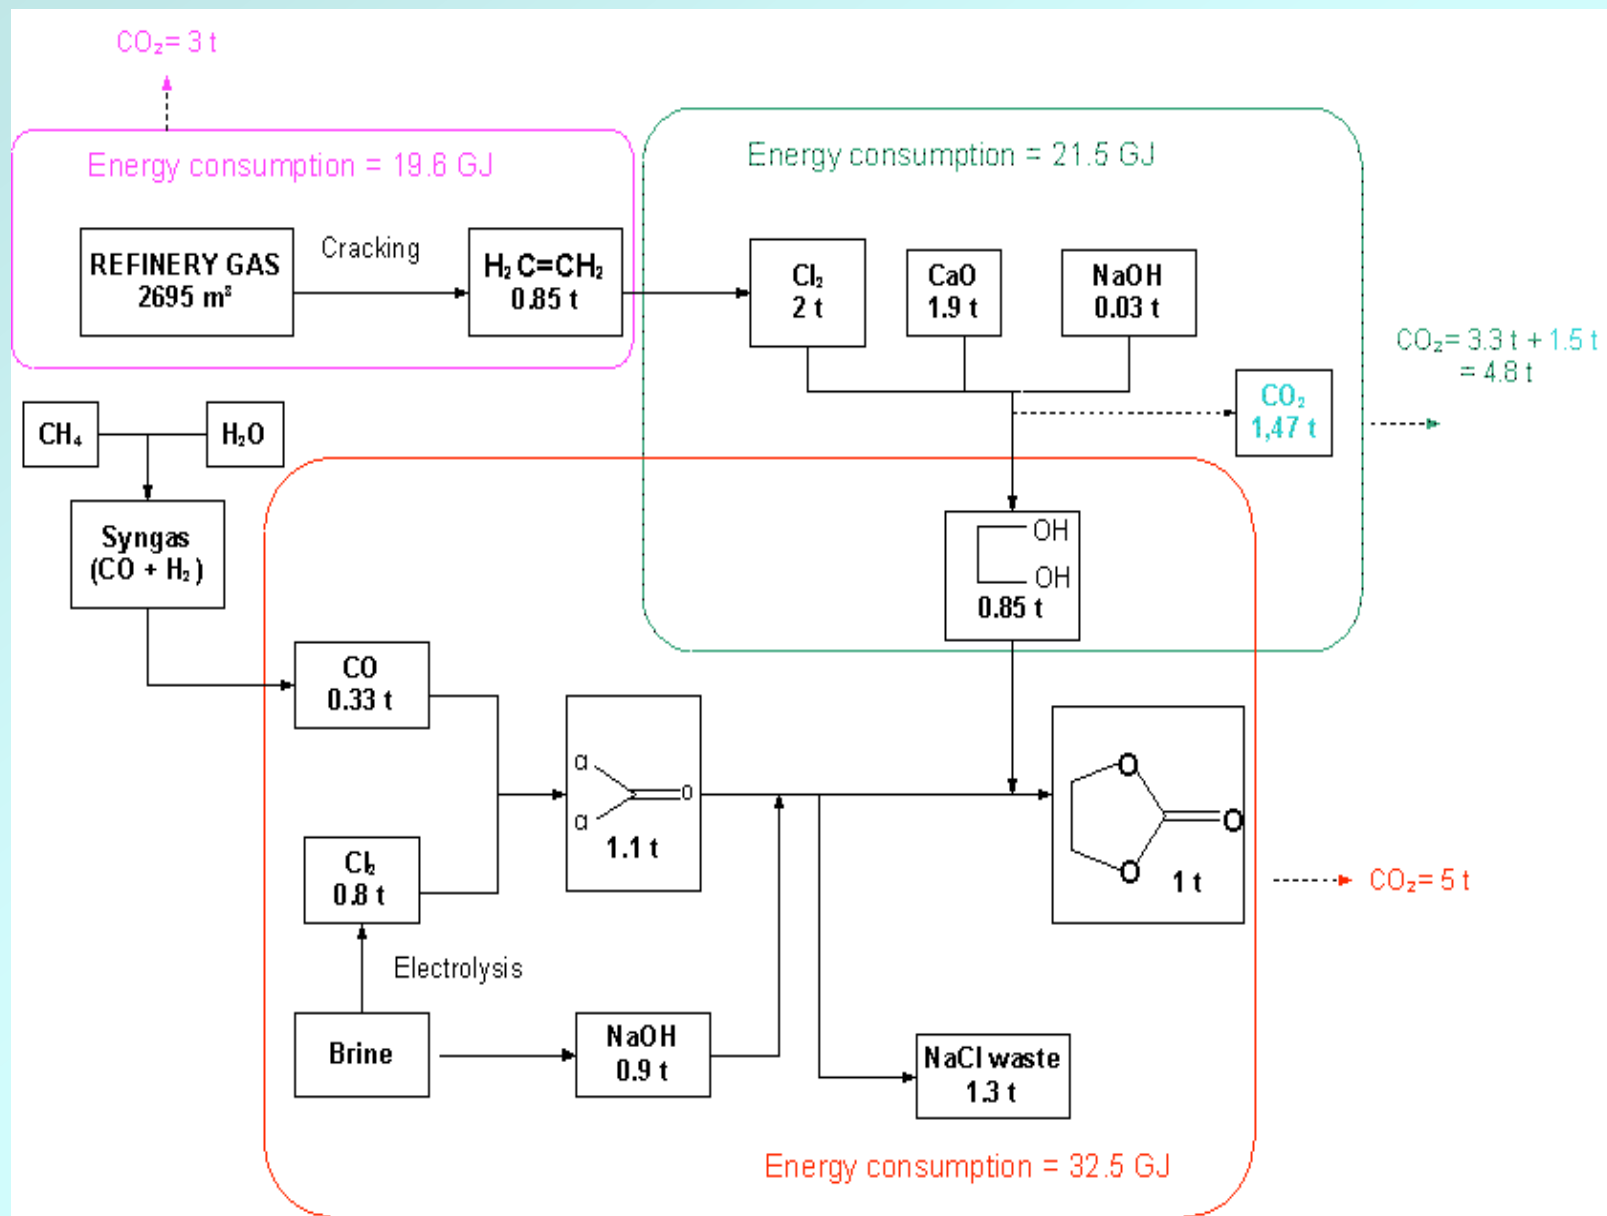 CO₂= 3 t
Energy consumption = 19.6 GJ
REFINERY GAS
2695 m³
Cracking
H₂C=CH₂
0.85 t
Energy consumption = 21.5 GJ
Cl₂
2 t
CaO
1.9 t
NaOH
0.03 t
CO₂= 3.3 t + 1.5 t
= 4.8 t
CO₂
1,47 t
CH₄
H₂O
Syngas
(CO + H₂)
OH
OH
0.85 t
CO
0.33 t
Cl
Cl
O
1.1 t
O
O
O
1 t
CO₂= 5 t
Cl₂
0.8 t
Electrolysis
Brine
NaOH
0.9 t
NaCl waste
1.3 t
Energy consumption = 32.5 GJ